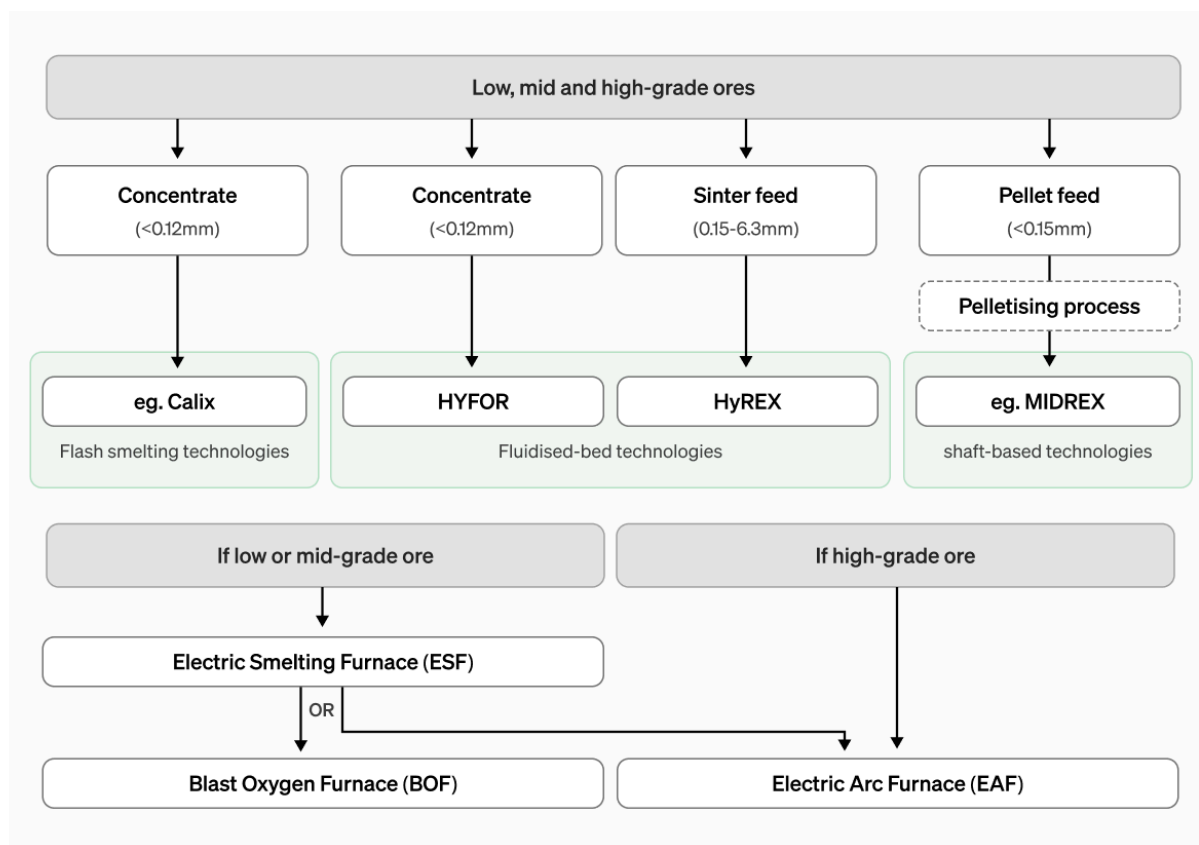 Low, mid and high-grade ores
Concentrate
(<0.12mm)
Concentrate
(<0.12mm)
Sinter feed
(0.15-6.3mm)
Pellet feed
(<0.15mm)
Pelletising process
eg. Calix
HYFOR
HyREX
eg. MIDREX
Flash smelting technologies
Fluidised-bed technologies
shaft-based technologies
If low or mid-grade ore
If high-grade ore
Electric Smelting Furnace (ESF)
OR
Blast Oxygen Furnace (BOF)
Electric Arc Furnace (EAF)